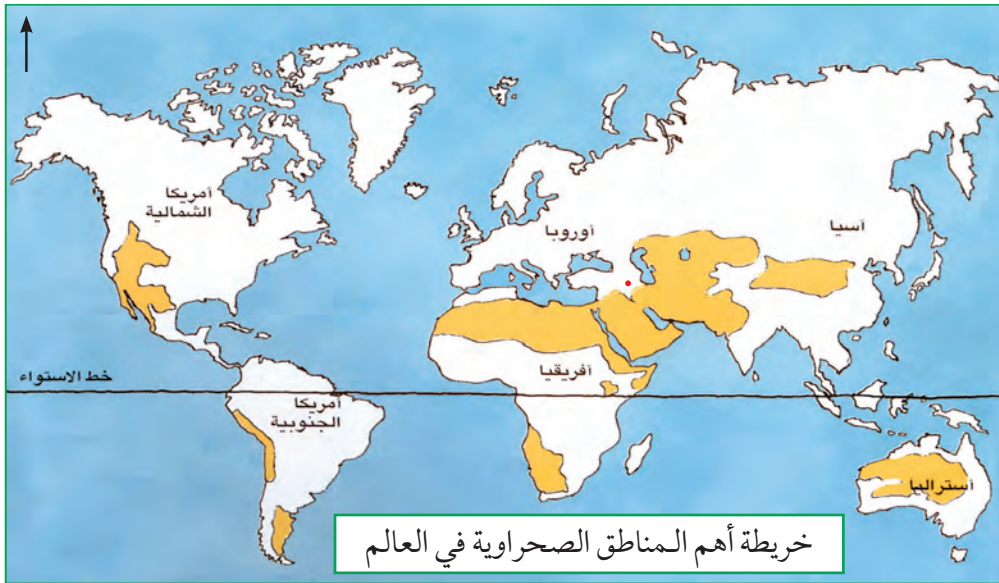 أمريكا
الشمالية
أوروبا
آسيا
أفريقيا
خط الاستواء
أمريكا
الجنوبية
أستراليا
خريطة أهم المناطق الصحراوية في العالم